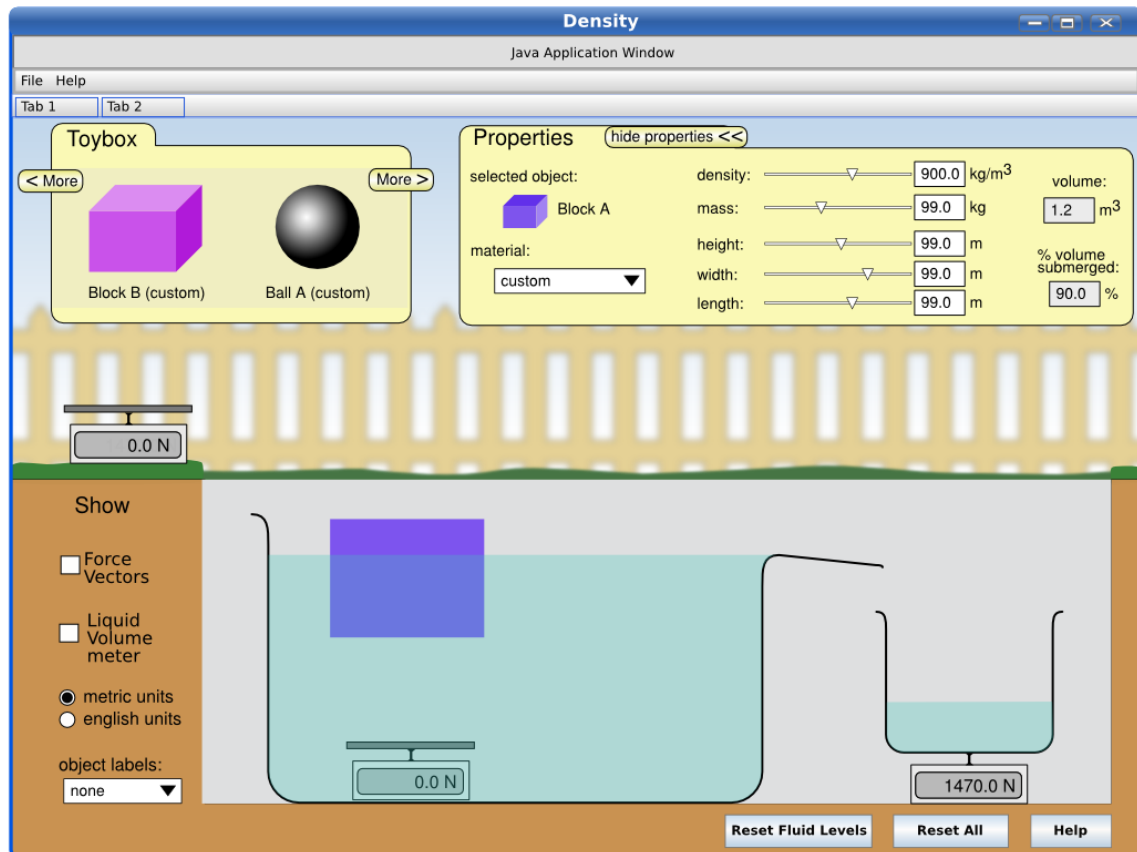 Density
Java Application Window
File Help
Tab 1 Tab 2
Toybox
< More
More >
Block B (custom)
Ball A (custom)
Properties
hide properties <<
selected object:
Block A
material:
custom
density: 900.0 kg/m3
mass: 99.0 kg
height: 99.0 m
width: 99.0 m
length: 99.0 m
volume:
1.2 m3
% volume
submerged:
90.0 %
0.0 N
Show
Force
Vectors
Liquid
Volume
meter
metric units
english units
object labels:
none
0.0 N
1470.0 N
Reset Fluid Levels
Reset All
Help